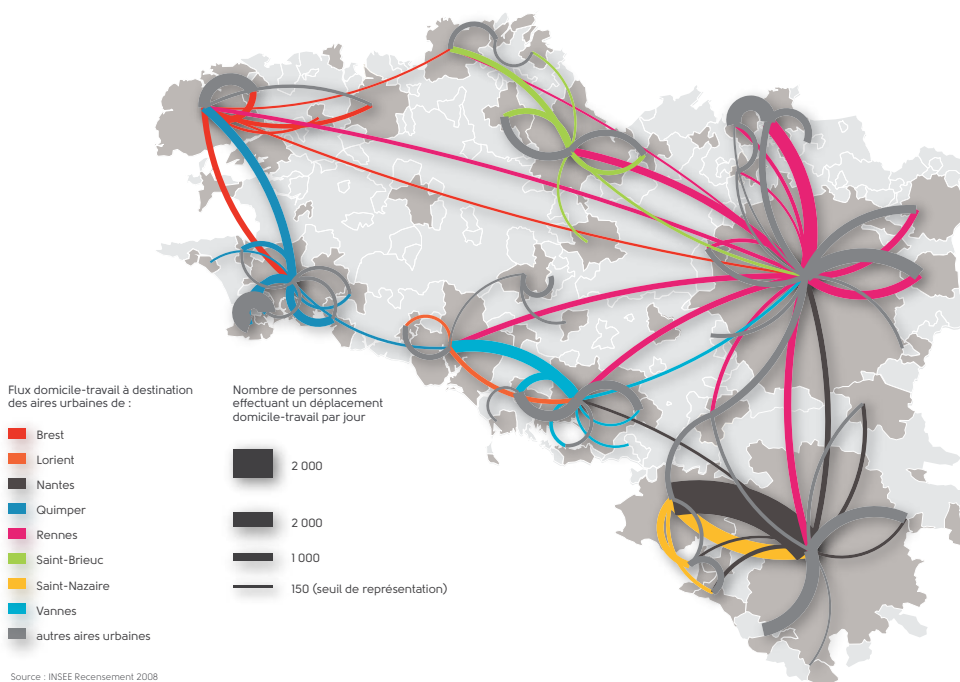 Flux domicile-travail à destination
des aires urbaines de :
Brest
Lorient
Nantes
Quimper
Rennes
Saint-Brieuc
Saint-Nazaire
Vannes
autres aires urbaines
Nombre de personnes
effectuant un déplacement
domicile-travail par jour
2 000
2 000
1 000
150 (seuil de représentation)
Source : INSEE Recensement 2008